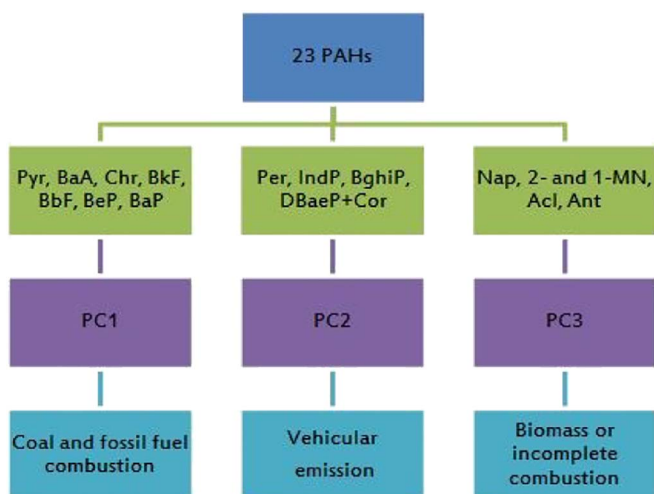 23 PAHs
Pyr, BaA, Chr, BkF,
BbF, BeP, BaP
Per, IndP, BghiP,
DBaeP+Cor
Nap, 2- and 1-MN,
Acl, Ant
PC1
PC2
PC3
Coal and fossil fuel
combustion
Vehicular
emission
Biomass or
incomplete
combustion